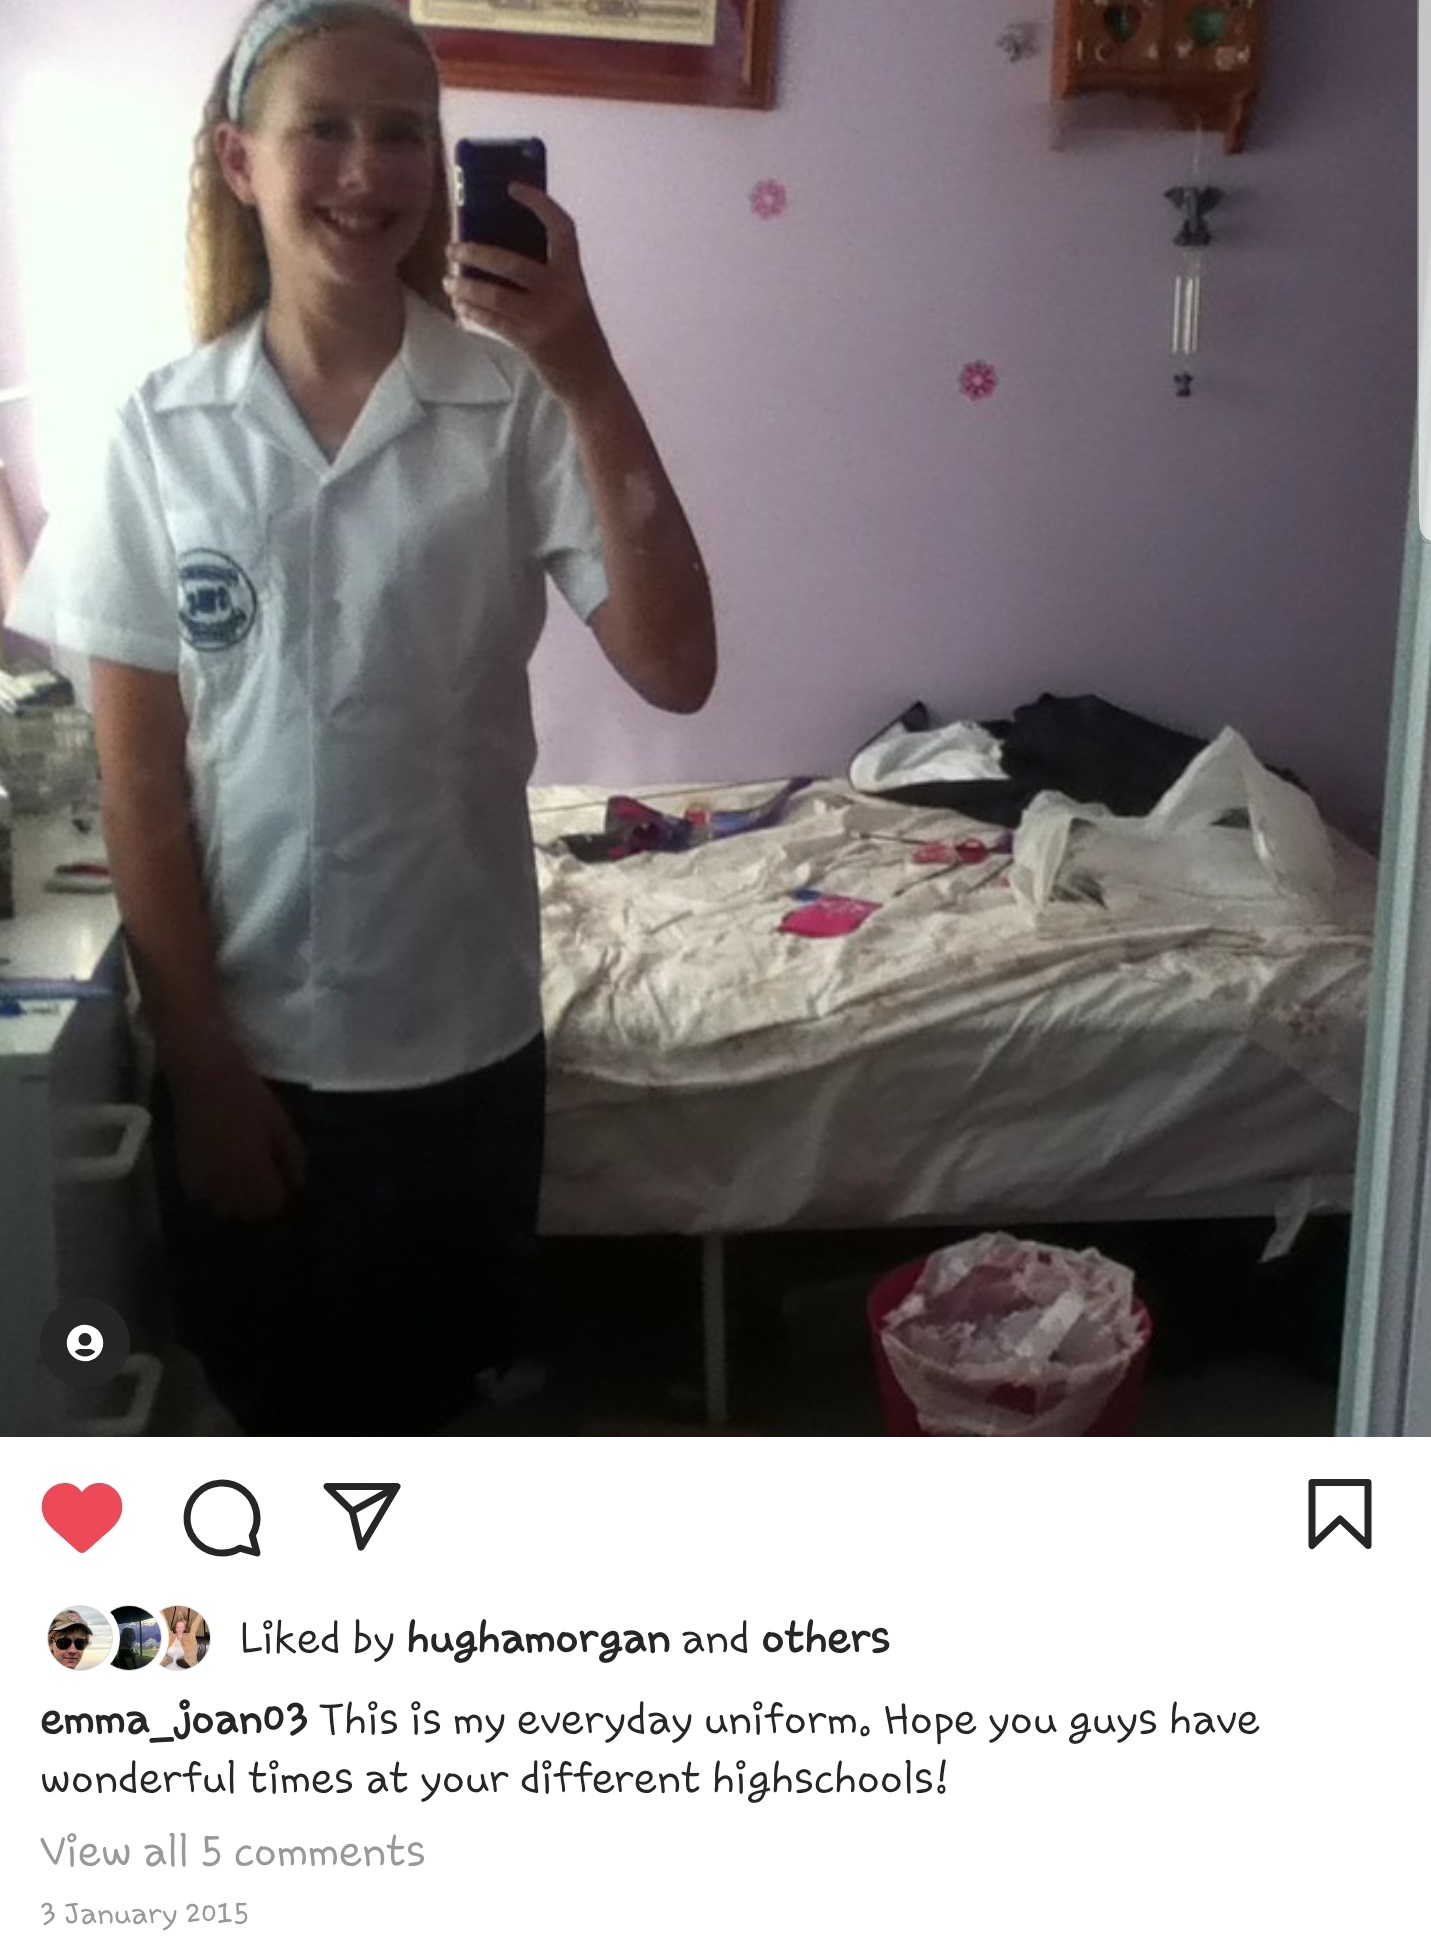 Liked by hughamorgan and others
emma_joan03 This is my everyday uniform. Hope you guys have
wonderful times at your different highschools!
View all 5 comments
3 January 2015